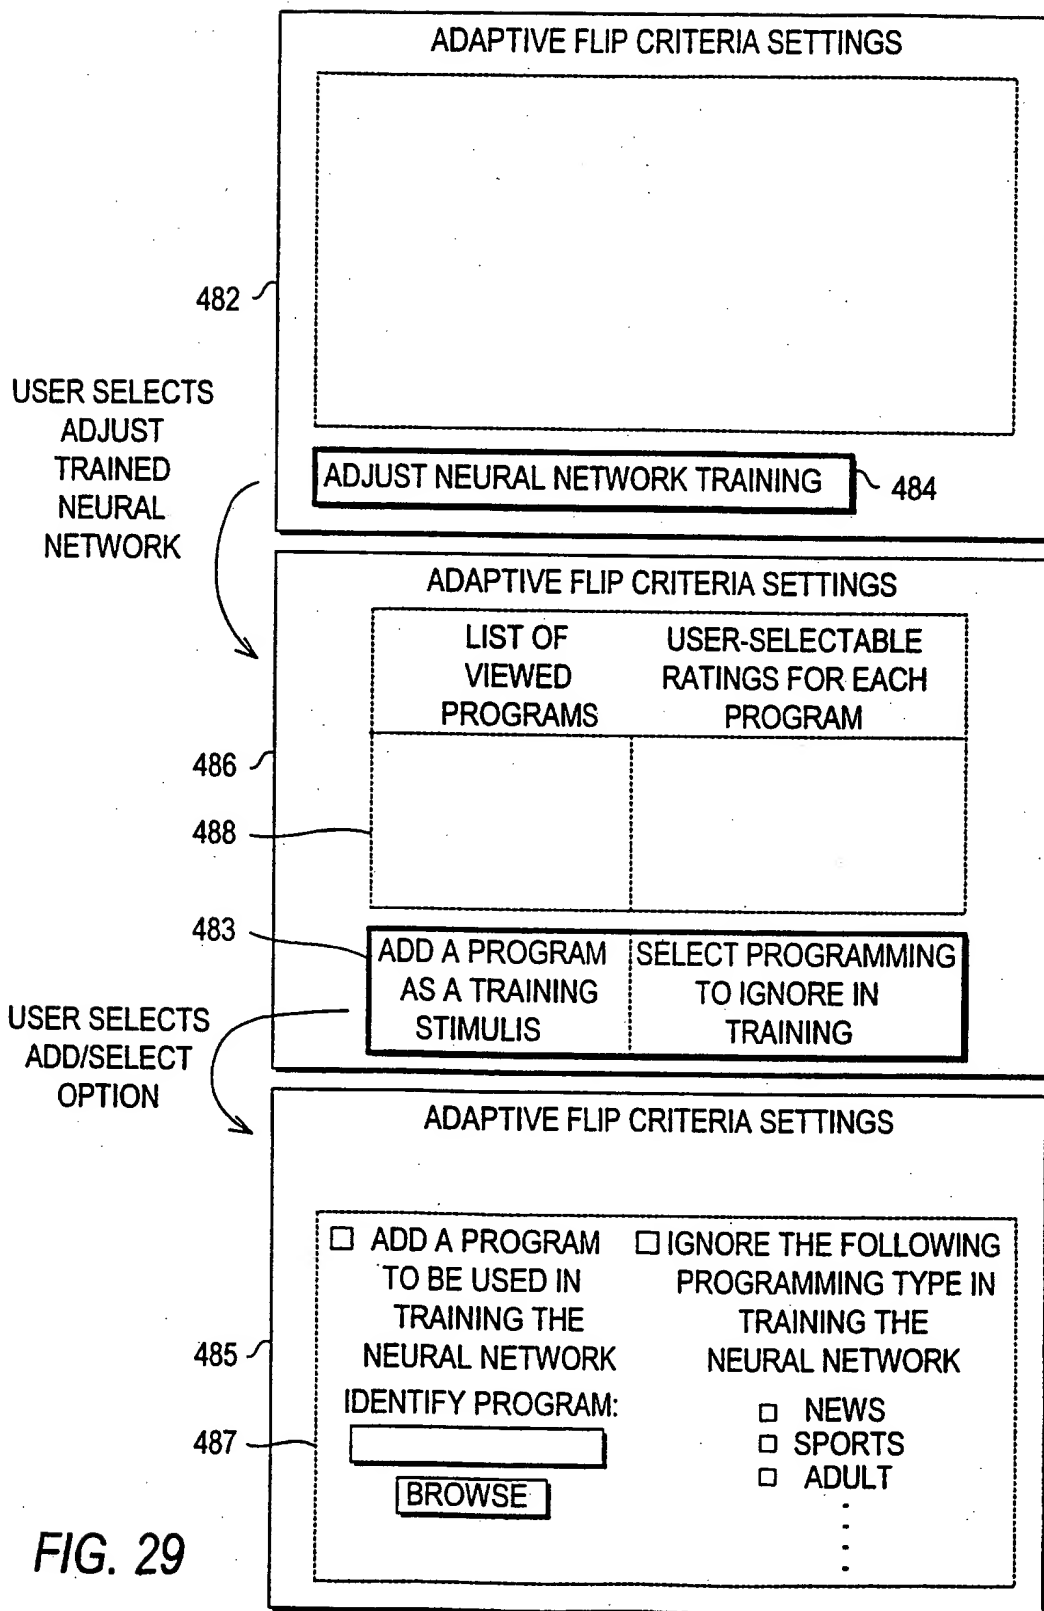 ADAPTIVE FLIP CRITERIA SETTINGS
482
USER SELECTS
ADJUST
TRAINED
NEURAL
NETWORK
ADJUST NEURAL NETWORK TRAINING
484
ADAPTIVE FLIP CRITERIA SETTINGS
LIST OF
VIEWED
PROGRAMS
USER-SELECTABLE
RATINGS FOR EACH
PROGRAM
486
488
483
ADD A PROGRAM
AS A TRAINING
STIMULIS
SELECT PROGRAMMING
TO IGNORE IN
TRAINING
USER SELECTS
ADD/SELECT
OPTION
ADAPTIVE FLIP CRITERIA SETTINGS
ADD A PROGRAM
TO BE USED IN
TRAINING THE
NEURAL NETWORK
IDENTIFY PROGRAM:
BROWSE
IGNORE THE FOLLOWING
PROGRAMMING TYPE IN
TRAINING THE
NEURAL NETWORK
NEWS
SPORTS
ADULT
485
487
FIG. 29